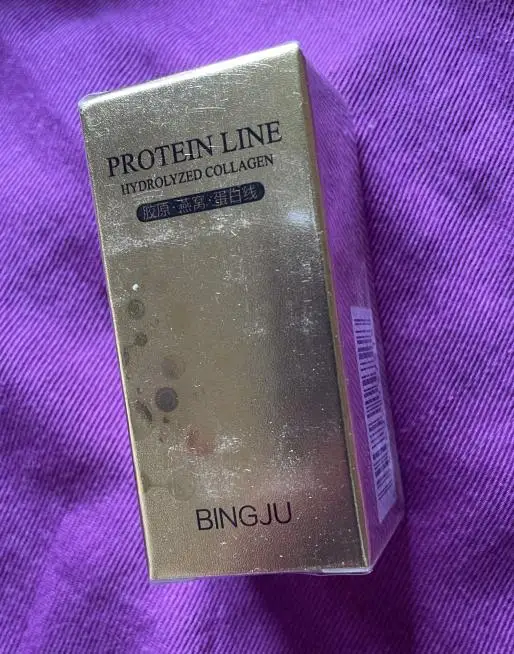 PROTEIN LINE
HYDROLYZED COLLAGEN
胶原·燕窝·蛋白线
BINGJU